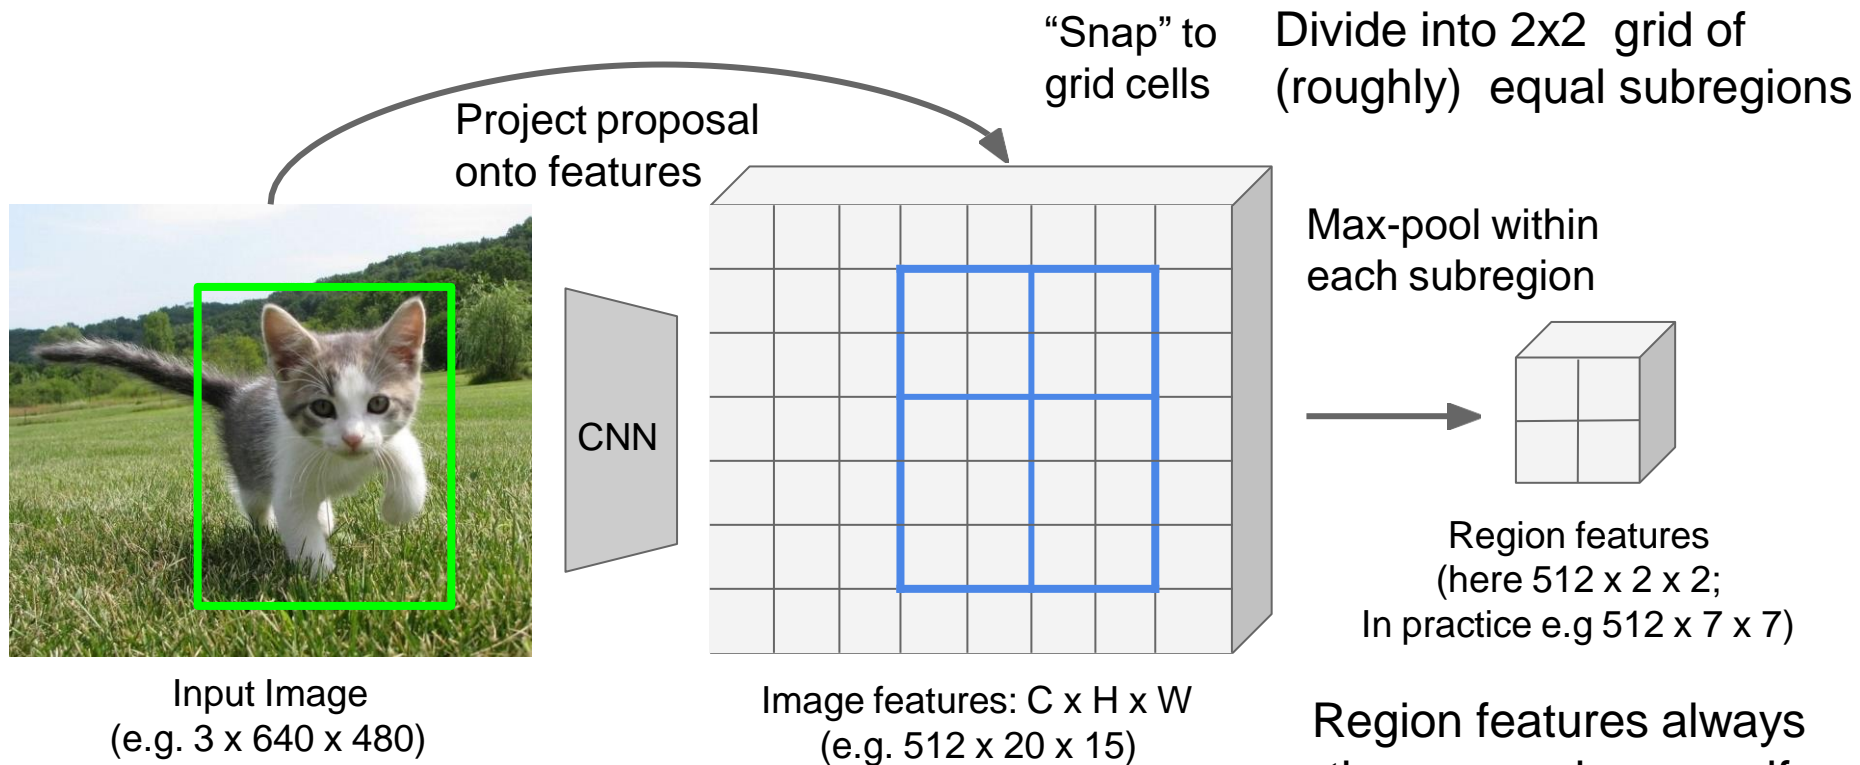 “Snap” to
grid cells
Divide into 2x2 grid of
(roughly) equal subregions
Project proposal
onto features
Max-pool within
each subregion
CNN
Region features
(here 512 x 2 x 2;
In practice e.g 512 x 7 x 7)
Input Image
(e.g. 3 x 640 x 480)
Image features: C x H x W
(e.g. 512 x 20 x 15)
Region features always